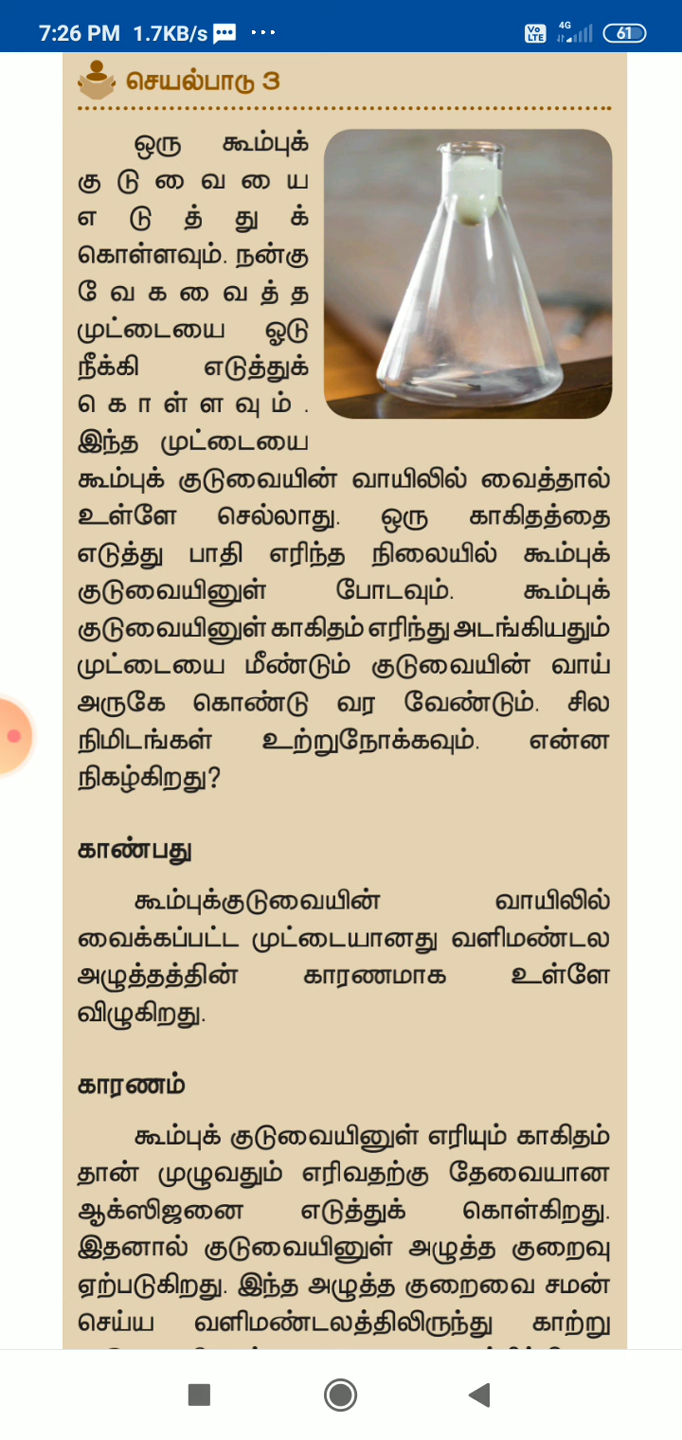 7:26 PM 1.7KB/s ...
Vo LTE 4G 61
செயல்பாடு 3
ஒரு கூம்புக்
குடுவையை
எடுத்துக்
கொள்ளவும். நன்கு
வேகவைத்த
முட்டையை ஓடு
நீக்கி எடுத்துக்
கொள்ளவும்.
இந்த முட்டையை
கூம்புக் குடுவையின் வாயிலில் வைத்தால்
உள்ளே செல்லாது. ஒரு காகிதத்தை
எடுத்து பாதி எரிந்த நிலையில் கூம்புக்
குடுவையினுள் போடவும். கூம்புக்
குடுவையினுள் காகிதம் எரிந்து அடங்கியதும்
முட்டையை மீண்டும் குடுவையின் வாய்
அருகே கொண்டு வர வேண்டும். சில
நிமிடங்கள் உற்றுநோக்கவும். என்ன
நிகழ்கிறது?
காண்பது
கூம்புக்குடுவையின் வாயிலில்
வைக்கப்பட்ட முட்டையானது வளிமண்டல
அழுத்தத்தின் காரணமாக உள்ளே
விழுகிறது.
காரணம்
கூம்புக் குடுவையினுள் எரியும் காகிதம்
தான் முழுவதும் எரிவதற்கு தேவையான
ஆக்ஸிஜனை எடுத்துக் கொள்கிறது.
இதனால் குடுவையினுள் அழுத்த குறைவு
ஏற்படுகிறது. இந்த அழுத்த குறைவை சமன்
செய்ய வளிமண்டலத்திலிருந்து காற்று